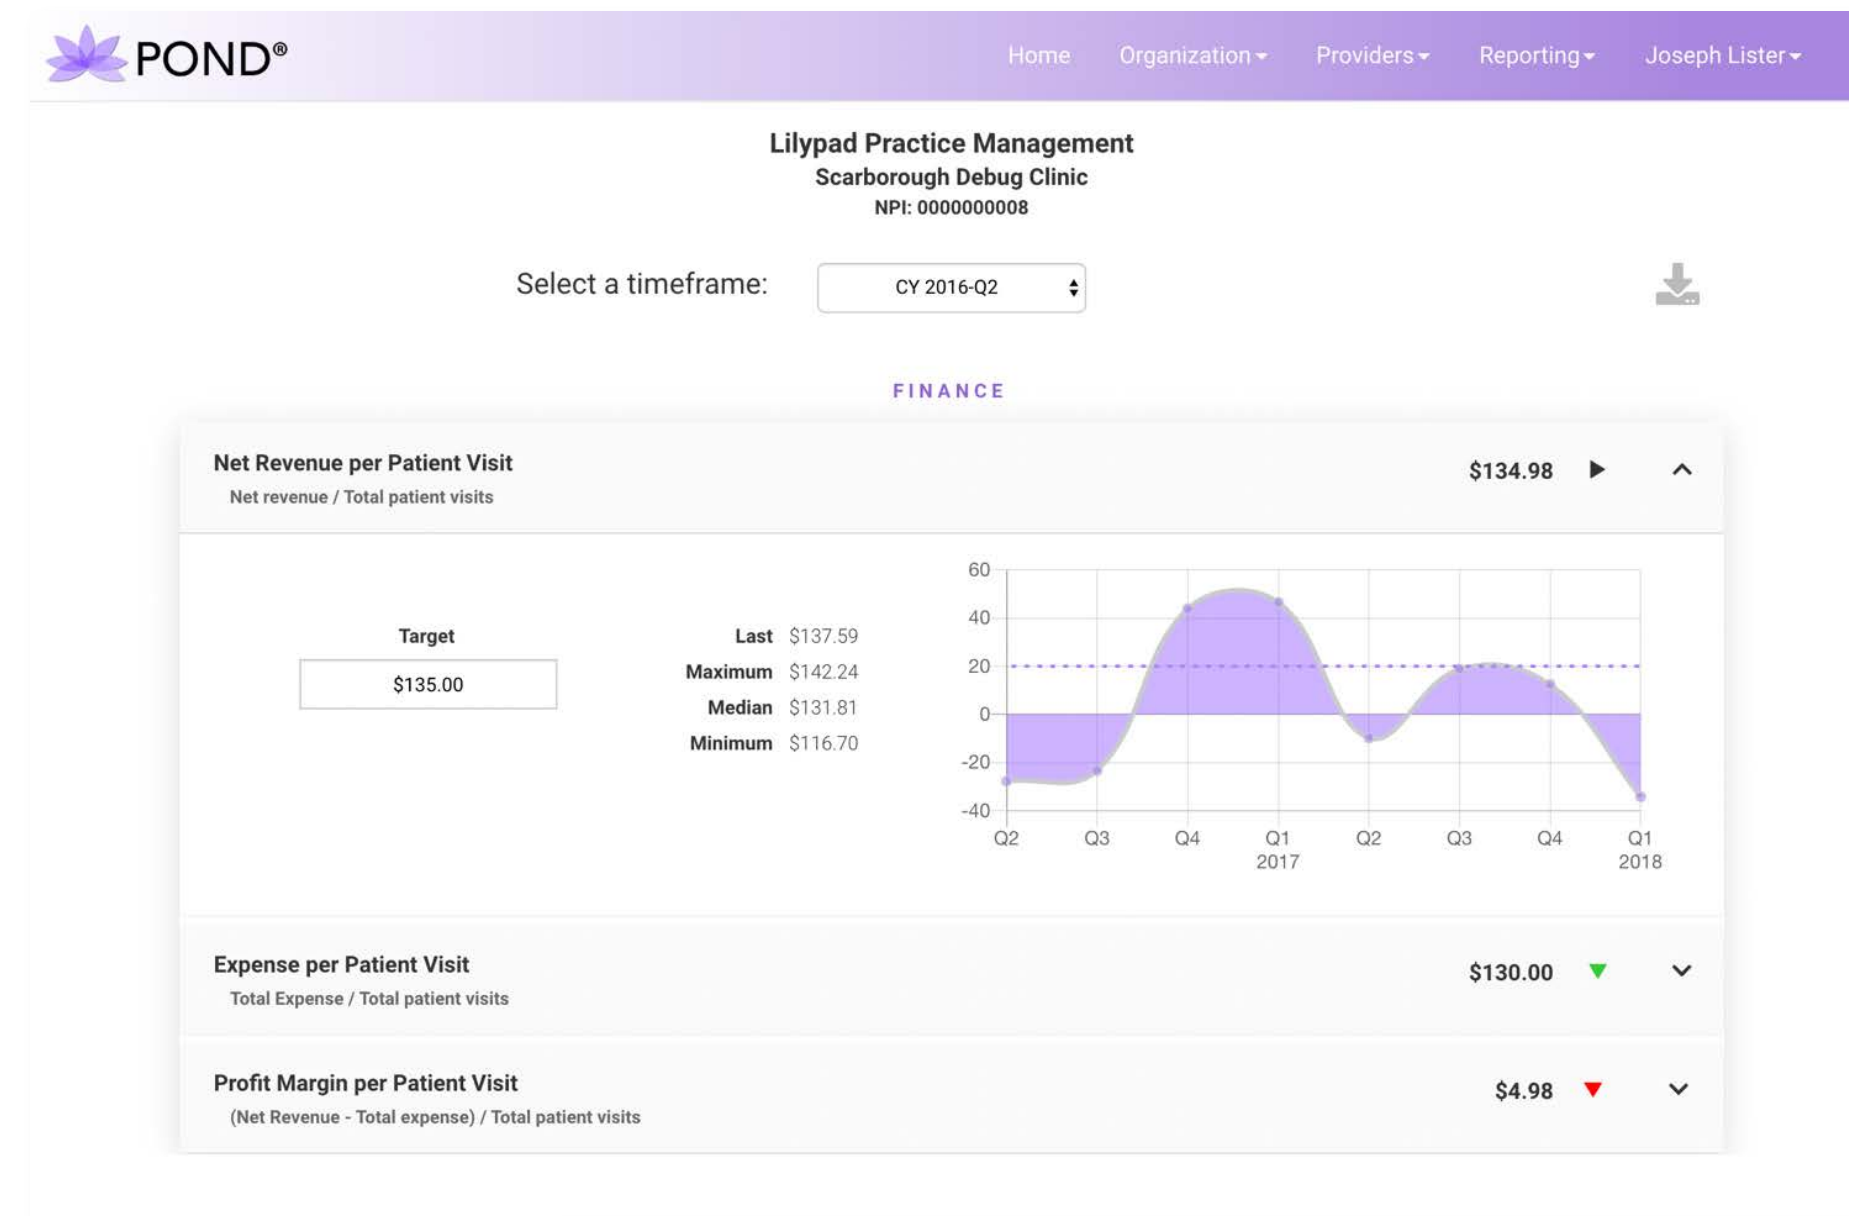 POND®
Home Organization Providers Reporting Joseph Lister
Lilypad Practice Management
Scarborough Debug Clinic
NPI: 0000000008
Select a timeframe: CY 2016-Q2
FINANCE
Net Revenue per Patient Visit $134.98
Net revenue / Total patient visits
Target
$135.00
Last $137.59
Maximum $142.24
Median $131.81
Minimum $116.70
60
40
20
0
-20
-40
Q2 Q3 Q4 Q1 Q2 Q3 Q4 Q1
2017 2018
Expense per Patient Visit $130.00
Total Expense / Total patient visits
Profit Margin per Patient Visit $4.98
(Net Revenue - Total expense) / Total patient visits